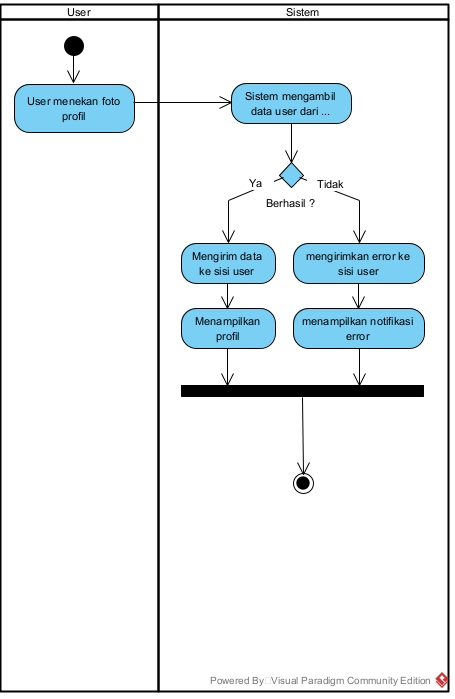 User
Sistem
User menekan foto
profil
Sistem mengambil
data user dari ...
Ya
Tidak
Berhasil ?
Mengirim data
ke sisi user
mengirimkan error ke
sisi user
Menampilkan
profil
menampilkan notifikasi
error
Powered By Visual Paradigm Community Edition